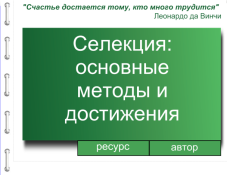 "Счастье достается тому, кто много трудится"
Леонардо да Винчи
Селекция:
основные
методы и
достижения
ресурс автор